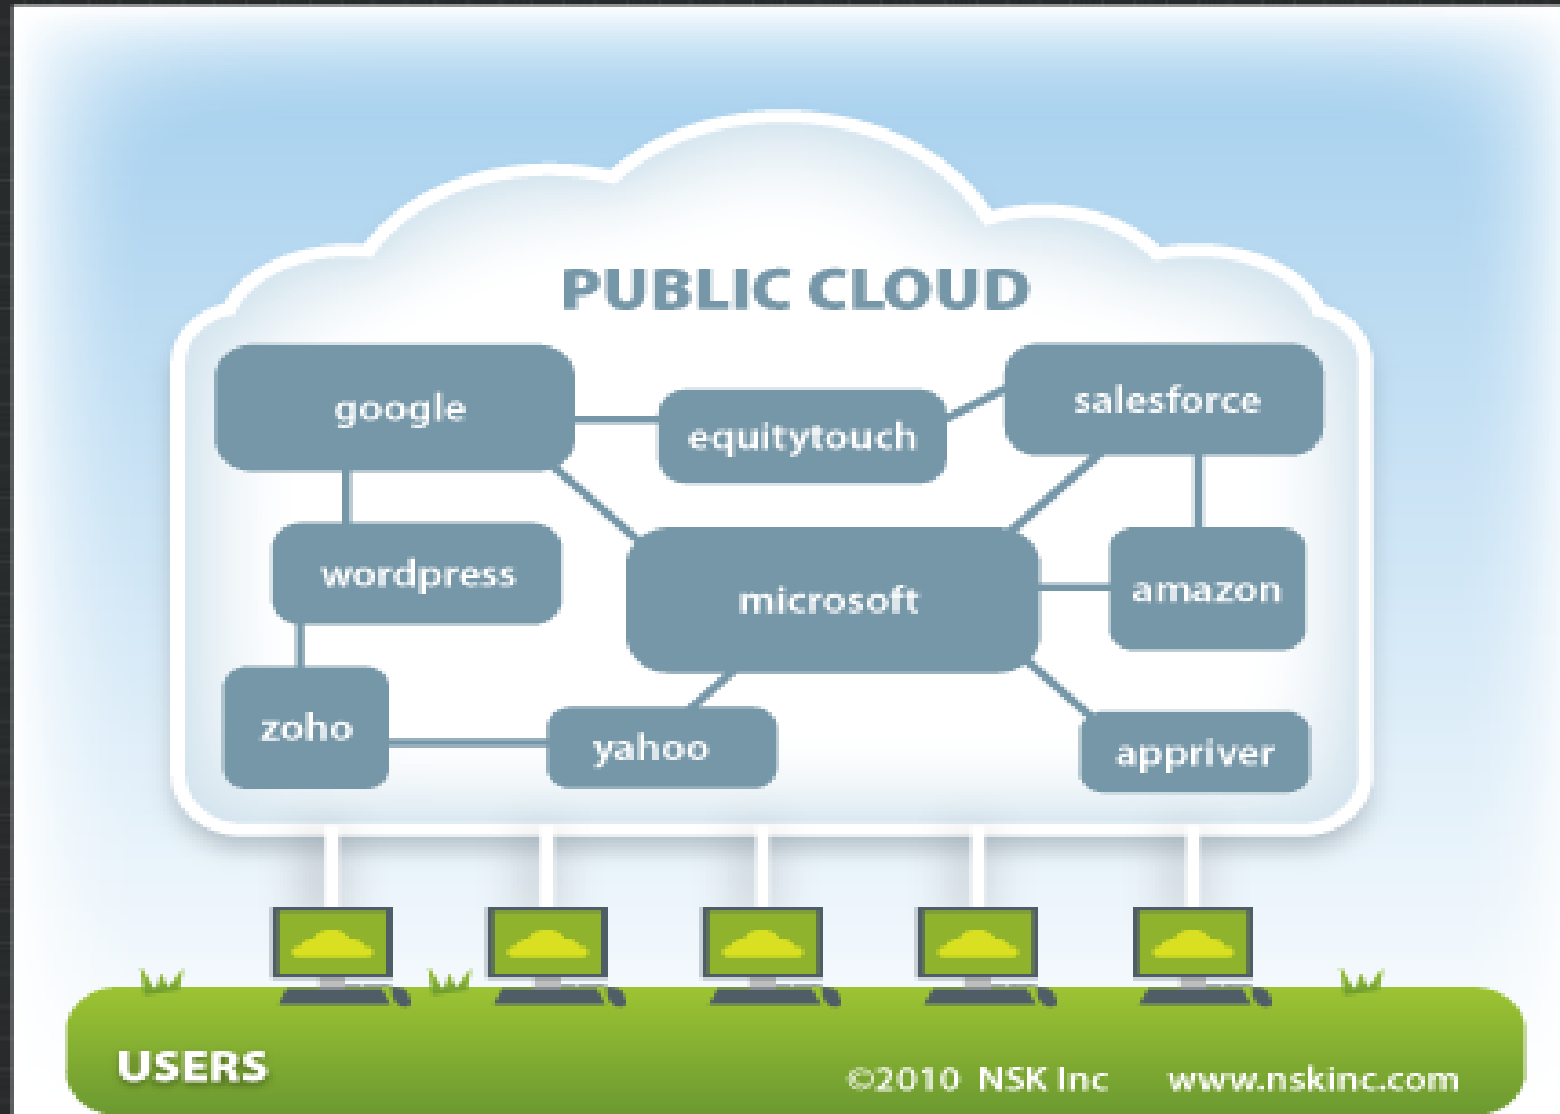 PUBLIC CLOUD
google
equitytouch
salesforce
wordpress
microsoft
amazon
zoho
yahoo
appriver
USERS
©2010 NSK Inc www.nskinc.com